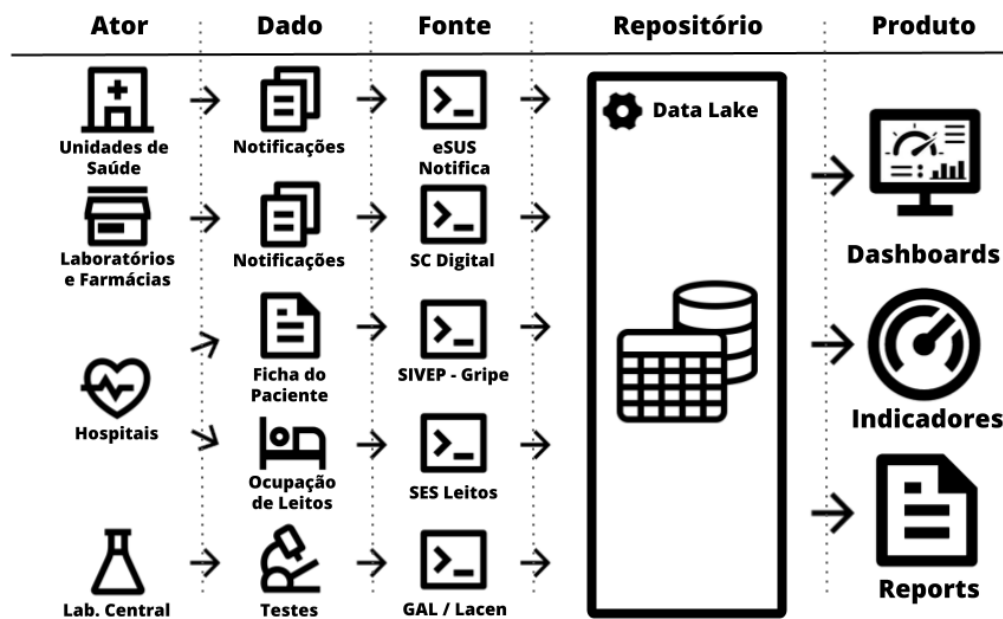 Ator
Dado
Fonte
Repositório
Produto
Unidades de
Saúde
Notificações
eSUS
Notifica
Data Lake
Laboratórios
e Farmácias
Notificações
SC Digital
Dashboards
Hospitais
Ficha do
Paciente
SIVEP - Gripe
Indicadores
Ocupação
de Leitos
SES Leitos
Lab. Central
Testes
GAL / Lacen
Reports